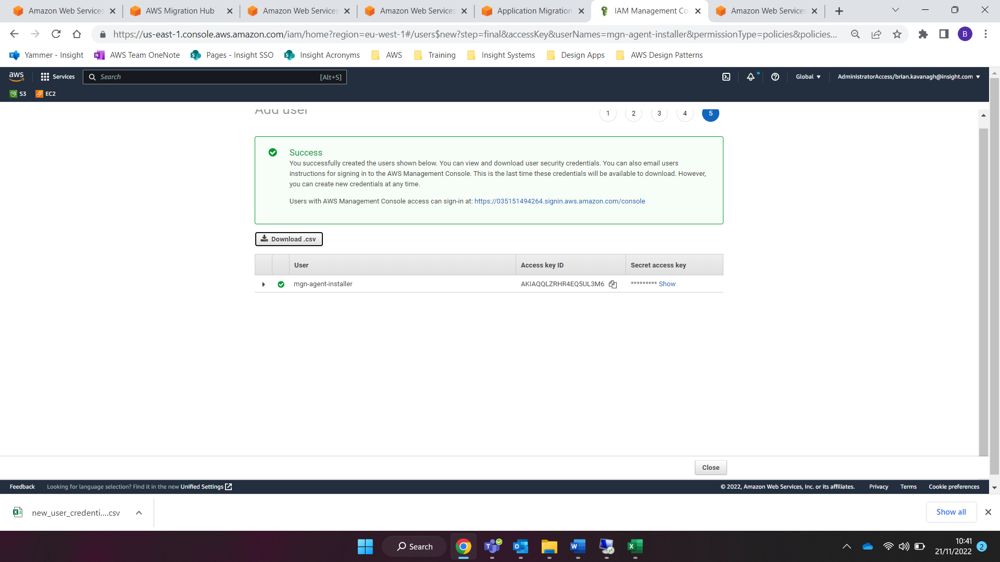 Amazon Web Services
AWS Migration Hub
Amazon Web Services
Amazon Web Services
Application Migration
IAM Management Co
Amazon Web Services
https://us-east-1.console.aws.amazon.com/iam/home?region=eu-west-1#/users$new?step=final&accessKey&userNames=mgn-agent-installer&permissionType=policies&policies...
B
Yammer - Insight
AWS Team OneNote
Pages - Insight SSO
Insight Acronyms
AWS
Training
Insight Systems
Design Apps
AWS Design Patterns
aws
Services
Search
[Alt+S]
Global
AdministratorAccess/brian.kavanagh@insight.com
S3
EC2
Add user
1
2
3
4
5
Success
You successfully created the users shown below. You can view and download user security credentials. You can also email users
instructions for signing in to the AWS Management Console. This is the last time these credentials will be available to download. However,
you can create new credentials at any time.
Users with AWS Management Console access can sign-in at: https://035151494264.signin.aws.amazon.com/console
Download .csv
User
Access key ID
Secret access key
mgn-agent-installer
AKIAQQLZRHR4EQ5UL3M6
********* Show
Close
Feedback
Looking for language selection? Find it in the new Unified Settings
© 2022, Amazon Web Services, Inc. or its affiliates.
Privacy
Terms
Cookie preferences
new_user_credenti....csv
Show all
Search
10:41
21/11/2022
2